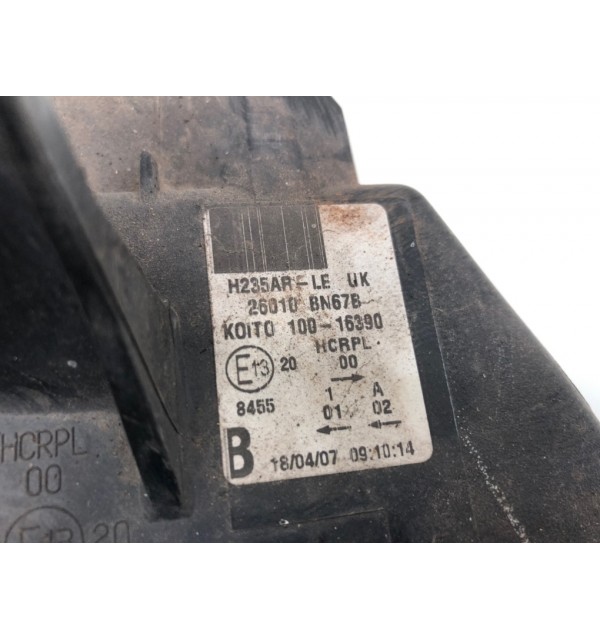 H235AR-LE UK
26010 BN67B
KOITO 100-16390
HCRPL
E13 20 00
→
8455 1 A
01 02
← ←
B 18/04/07 09:10:14
HCRPL
00
20